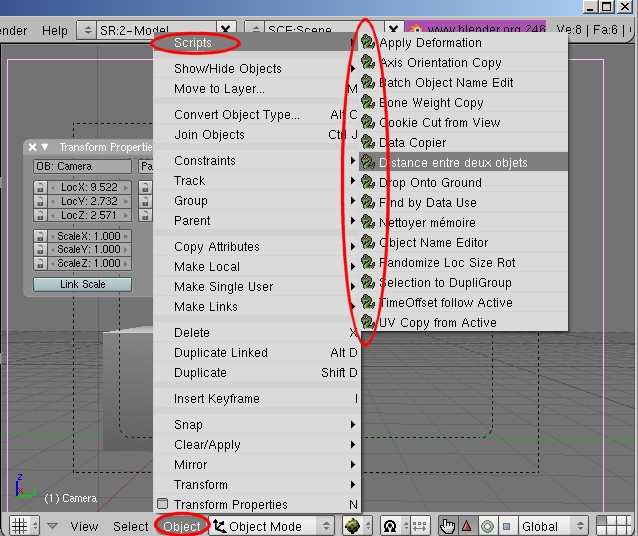 ender Help SR:2-Model SCE:Scene www.blender.org 246 Ve:8 | Fa:6 |
Scripts
Show/Hide Objects
Move to Layer... M
Convert Object Type... Alt C
Join Objects Ctrl J
Constraints
Track
Group
Parent
Copy Attributes
Make Local
Make Single User
Make Links
Delete X
Duplicate Linked Alt D
Duplicate Shift D
Insert Keyframe I
Snap
Clear/Apply
Mirror
Transform
Transform Properties N
Apply Deformation
Axis Orientation Copy
Batch Object Name Edit
Bone Weight Copy
Cookie Cut from View
Data Copier
Distance entre deux objets
Drop Onto Ground
Find by Data Use
Nettoyer mémoire
Object Name Editor
Randomize Loc Size Rot
Selection to DupliGroup
TimeOffset follow Active
UV Copy from Active
Transform Propertie
OB: Camera Pa
LocX: 9.522
LocY: 2.732
LocZ: 2.571
ScaleX: 1.000
ScaleY: 1.000
ScaleZ: 1.000
Link Scale
z
x
(1) Camera
View Select Object Object Mode Global